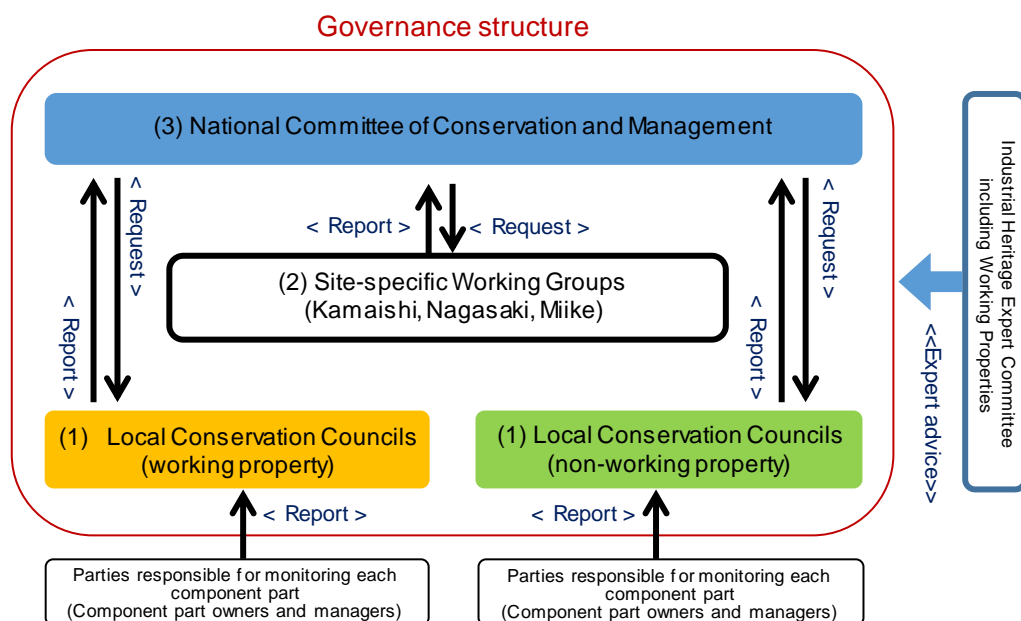 Governance structure
(3) National Committee of Conservation and Management
< Request >
< Report >
< Report >
< Request >
< Request >
< Report >
(2) Site-specific Working Groups
(Kamaishi, Nagasaki, Miike)
(1) Local Conservation Councils
(working property)
(1) Local Conservation Councils
(non-working property)
< Report >
< Report >
Parties responsible for monitoring each
component part
(Component part owners and managers)
Parties responsible for monitoring each
component part
(Component part owners and managers)
<<Expert advice>>
Industrial Heritage Expert Committee
including Working Properties